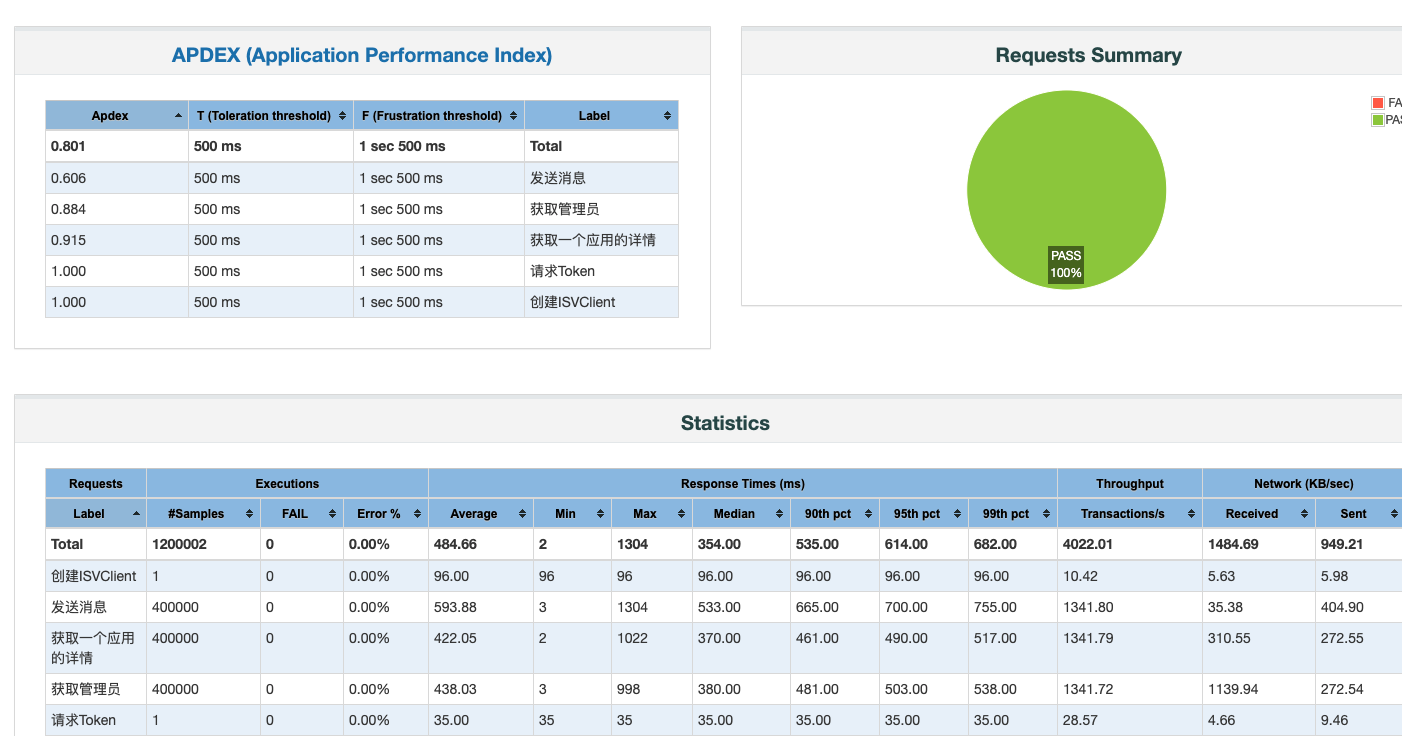 APDEX (Application Performance Index)
Apdex T (Toleration threshold) F (Frustration threshold) Label
0.801 500 ms 1 sec 500 ms Total
0.606 500 ms 1 sec 500 ms 发送消息
0.884 500 ms 1 sec 500 ms 获取管理员
0.915 500 ms 1 sec 500 ms 获取一个应用的详情
1.000 500 ms 1 sec 500 ms 请求Token
1.000 500 ms 1 sec 500 ms 创建ISVClient
Requests Summary
FA
PAS
PASS
100%
Statistics
Requests Executions Response Times (ms) Throughput Network (KB/sec)
Label #Samples FAIL Error % Average Min Max Median 90th pct 95th pct 99th pct Transactions/s Received Sent
Total 1200002 0 0.00% 484.66 2 1304 354.00 535.00 614.00 682.00 4022.01 1484.69 949.21
创建ISVClient 1 0 0.00% 96.00 96 96 96.00 96.00 96.00 96.00 10.42 5.63 5.98
发送消息 400000 0 0.00% 593.88 3 1304 533.00 665.00 700.00 755.00 1341.80 35.38 404.90
获取一个应用 400000 0 0.00% 422.05 2 1022 370.00 461.00 490.00 517.00 1341.79 310.55 272.55
的详情
获取管理员 400000 0 0.00% 438.03 3 998 380.00 481.00 503.00 538.00 1341.72 1139.94 272.54
请求Token 1 0 0.00% 35.00 35 35 35.00 35.00 35.00 35.00 28.57 4.66 9.46